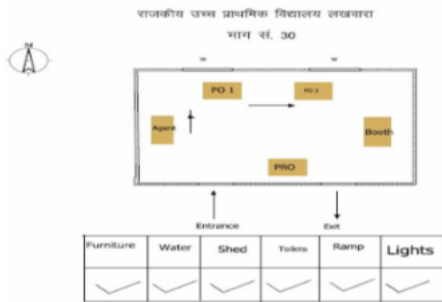 राजकीय उच्च प्राथमिक विद्यालय लखवारा
भाग सं. 30
N
W W
PO 1 PO 2
Agent Booth
PRO
Entrance Exit
Furniture Water Shed Toilets Ramp Lights